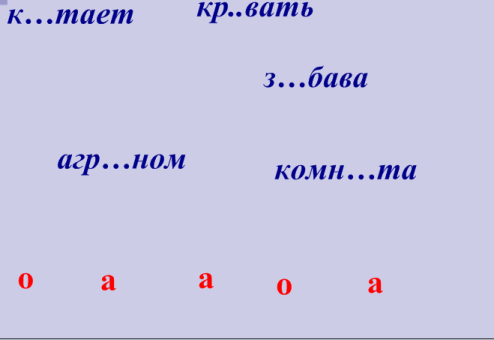 к…тает
кр..вать
з…бава
агр…ном
комн…та
о а а о а